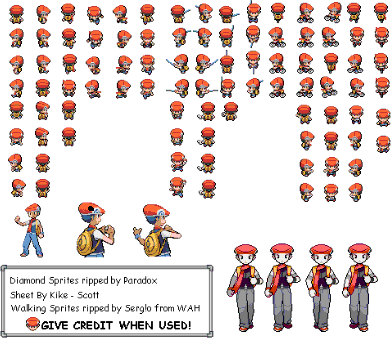 Diamond Sprites ripped by Paradox
Sheet By Kike - Scott
Walking Sprites ripped by Serglo from WAH
GIVE CREDIT WHEN USED!